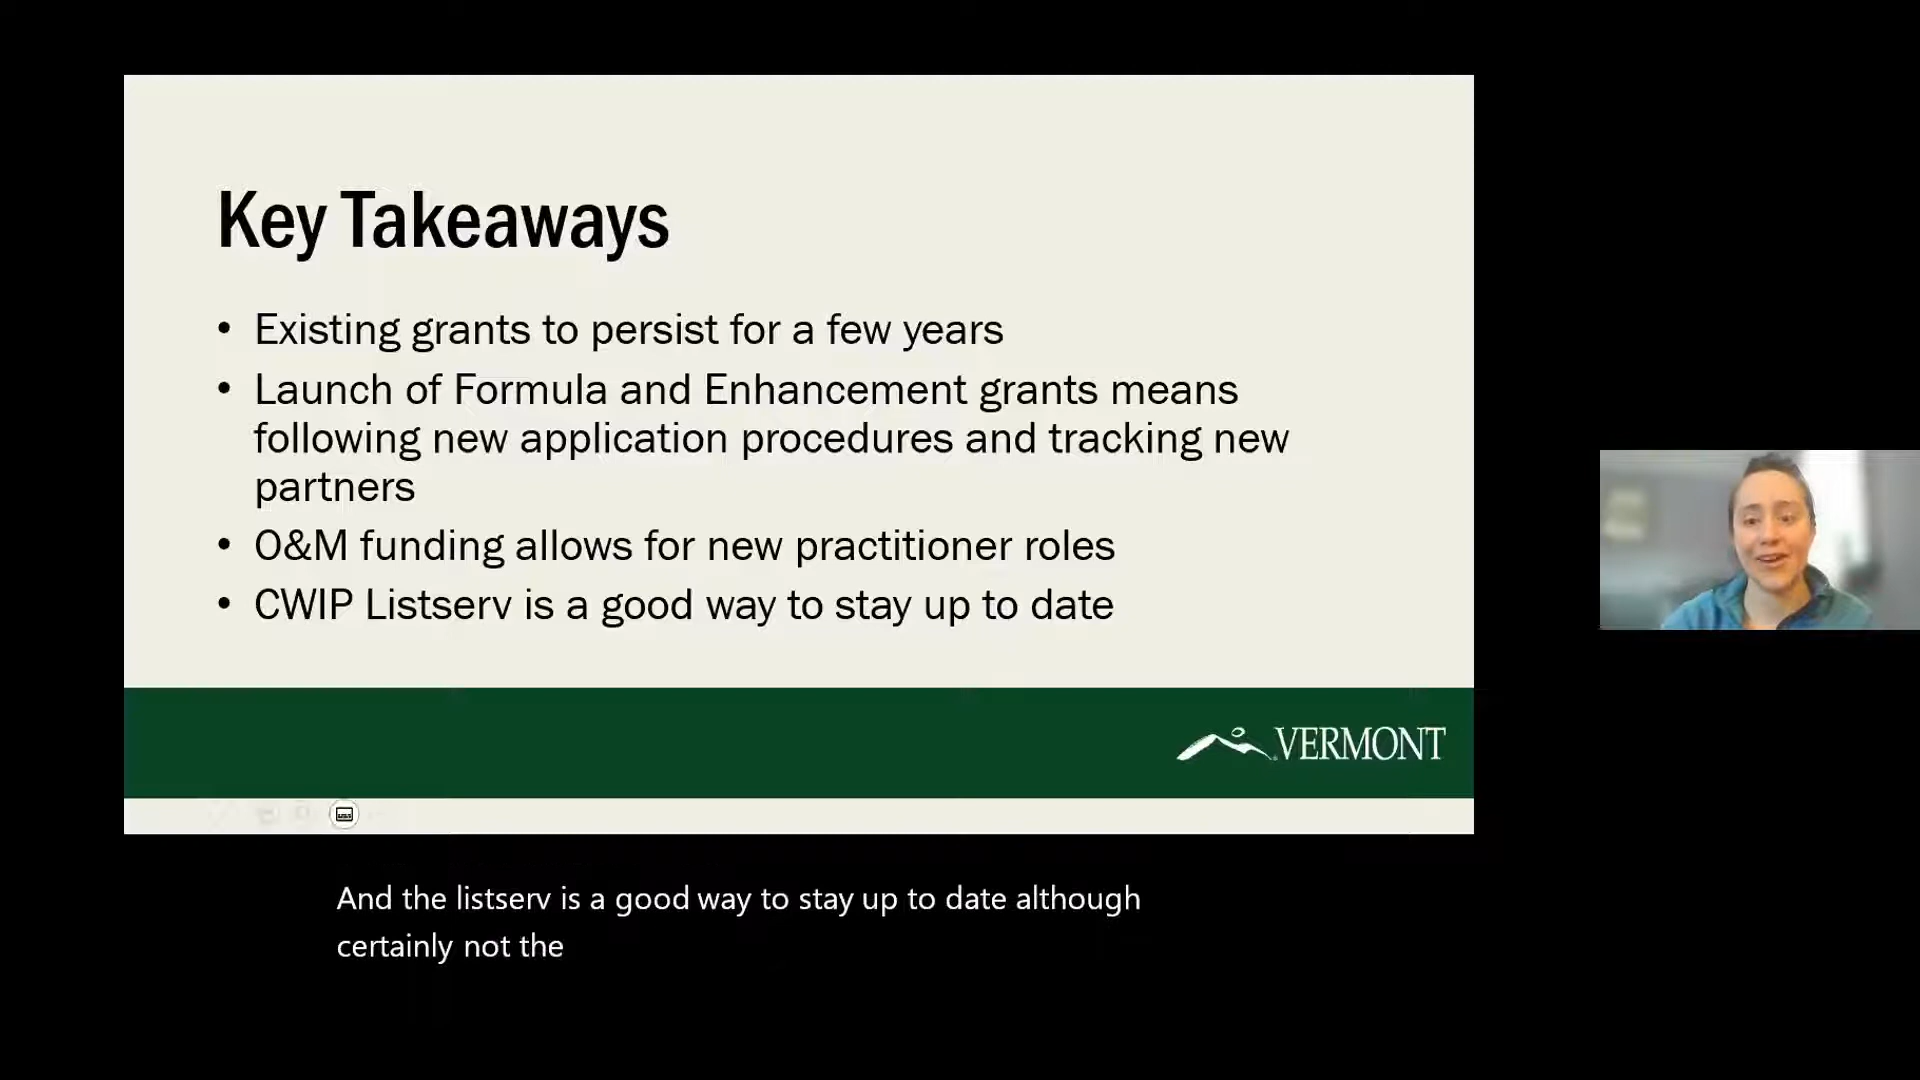 Key Takeaways
• Existing grants to persist for a few years
• Launch of Formula and Enhancement grants means
following new application procedures and tracking new
partners
• O&M funding allows for new practitioner roles
• CWIP Listserv is a good way to stay up to date
VERMONT
And the listserv is a good way to stay up to date although
certainly not the